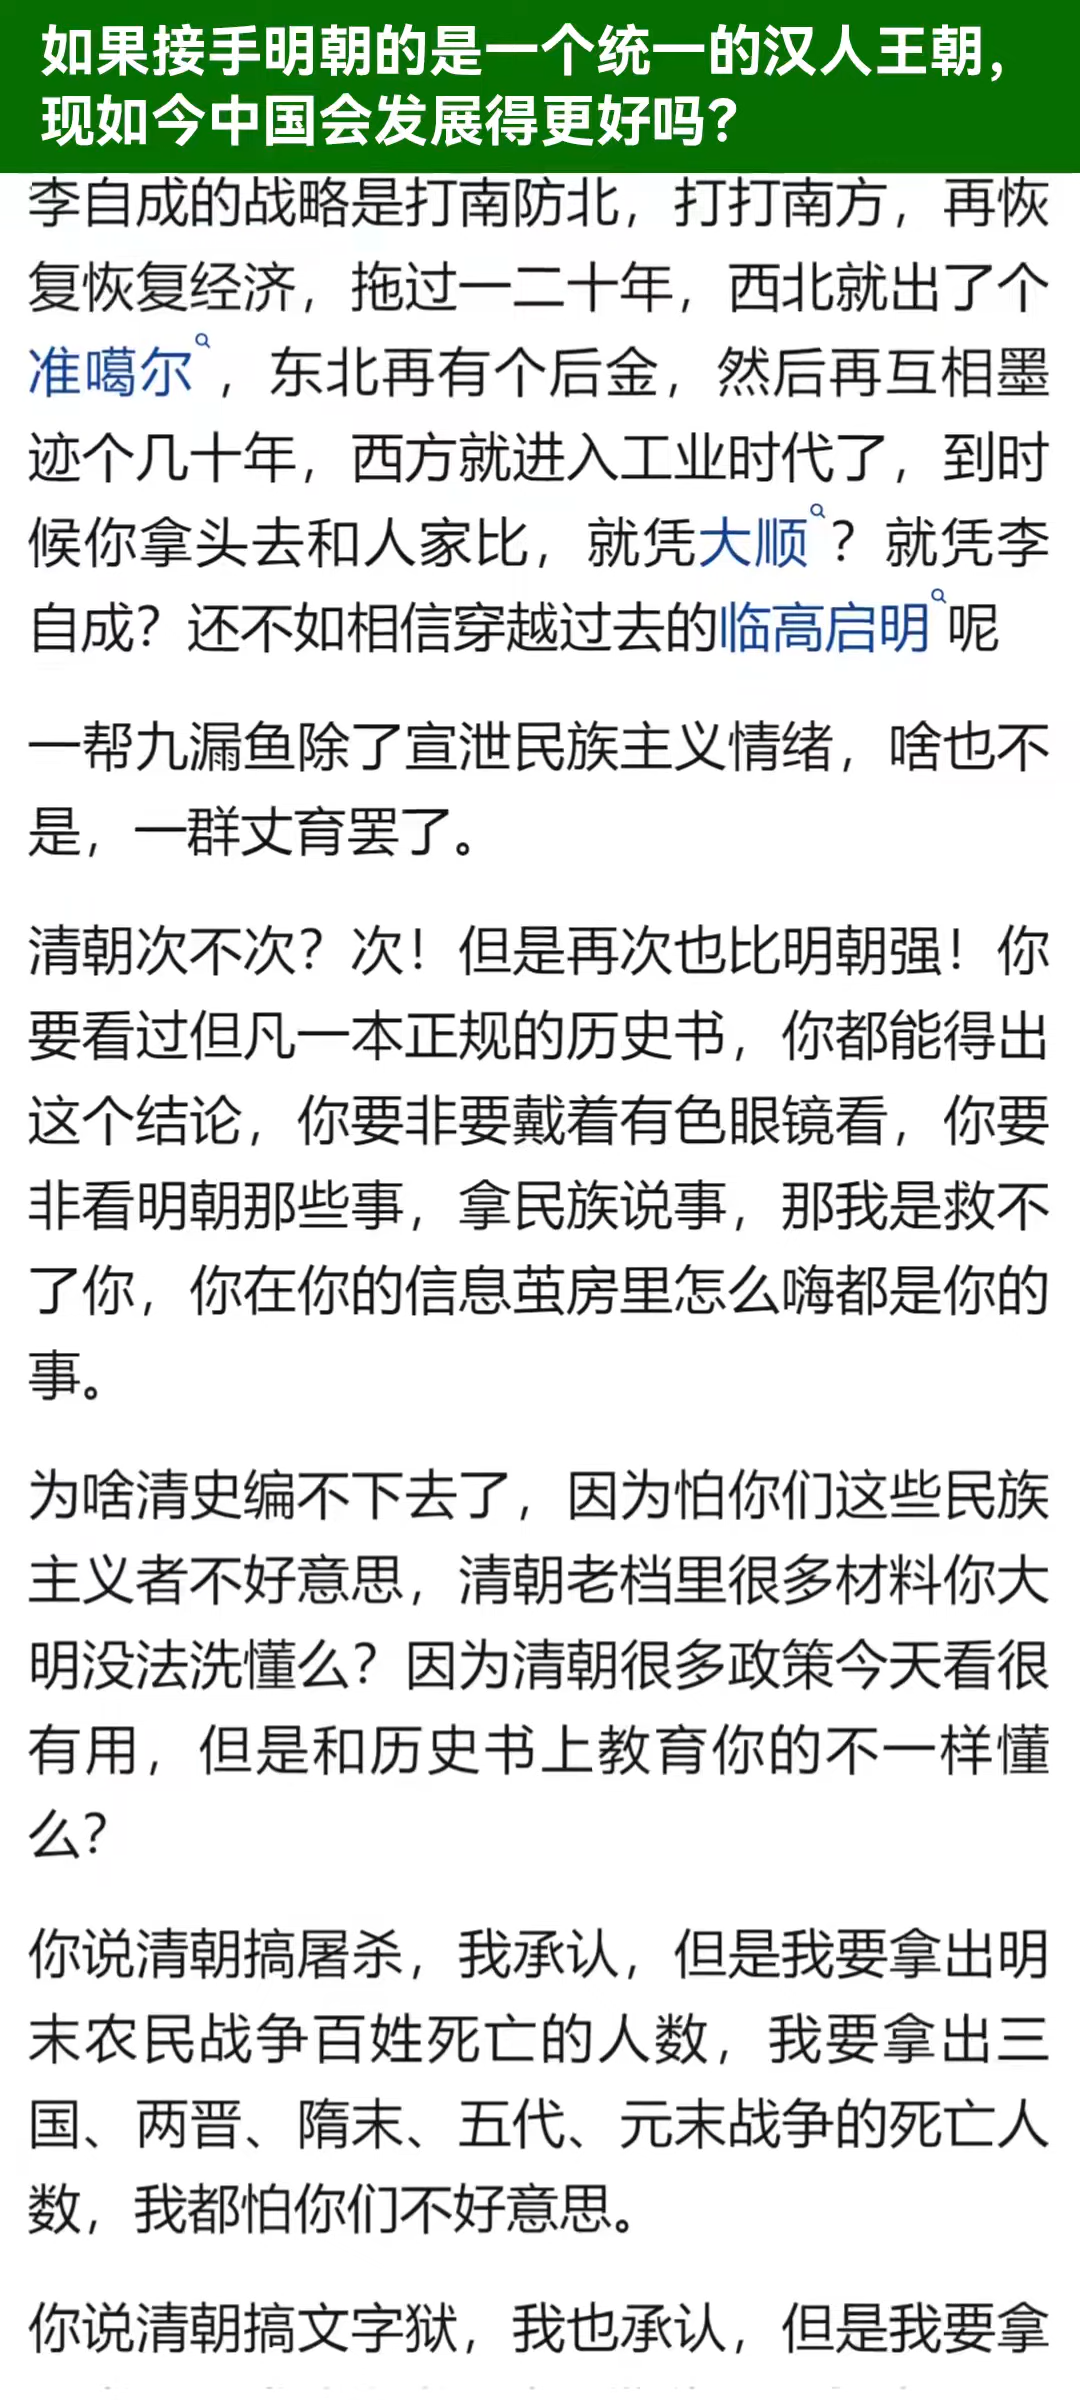 如果接手明朝的是一个统一的汉人王朝，
现如今中国会发展得更好吗？
李自成的战略是打南防北，打打南方，再恢
复恢复经济，拖过一二十年，西北就出了个
准噶尔，东北再有个后金，然后再互相墨
迹个几十年，西方就进入工业时代了，到时
候你拿头去和人家比，就凭大顺？就凭李
自成？还不如相信穿越过去的临高启明呢
一帮九漏鱼除了宣泄民族主义情绪，啥也不
是，一群丈育罢了。
清朝次不次？次！但是再次也比明朝强！你
要看过但凡一本正规的历史书，你都能得出
这个结论，你要非要戴着有色眼镜看，你要
非看明朝那些事，拿民族说事，那我是救不
了你，你在你的信息茧房里怎么嗨都是你的
事。
为啥清史编不下去了，因为怕你们这些民族
主义者不好意思，清朝老档里很多材料你大
明没法洗懂么？因为清朝很多政策今天看很
有用，但是和历史书上教育你的不一样懂
么？
你说清朝搞屠杀，我承认，但是我要拿出明
末农民战争百姓死亡的人数，我要拿出三
国、两晋、隋末、五代、元末战争的死亡人
数，我都怕你们不好意思。
你说清朝搞文字狱，我也承认，但是我要拿